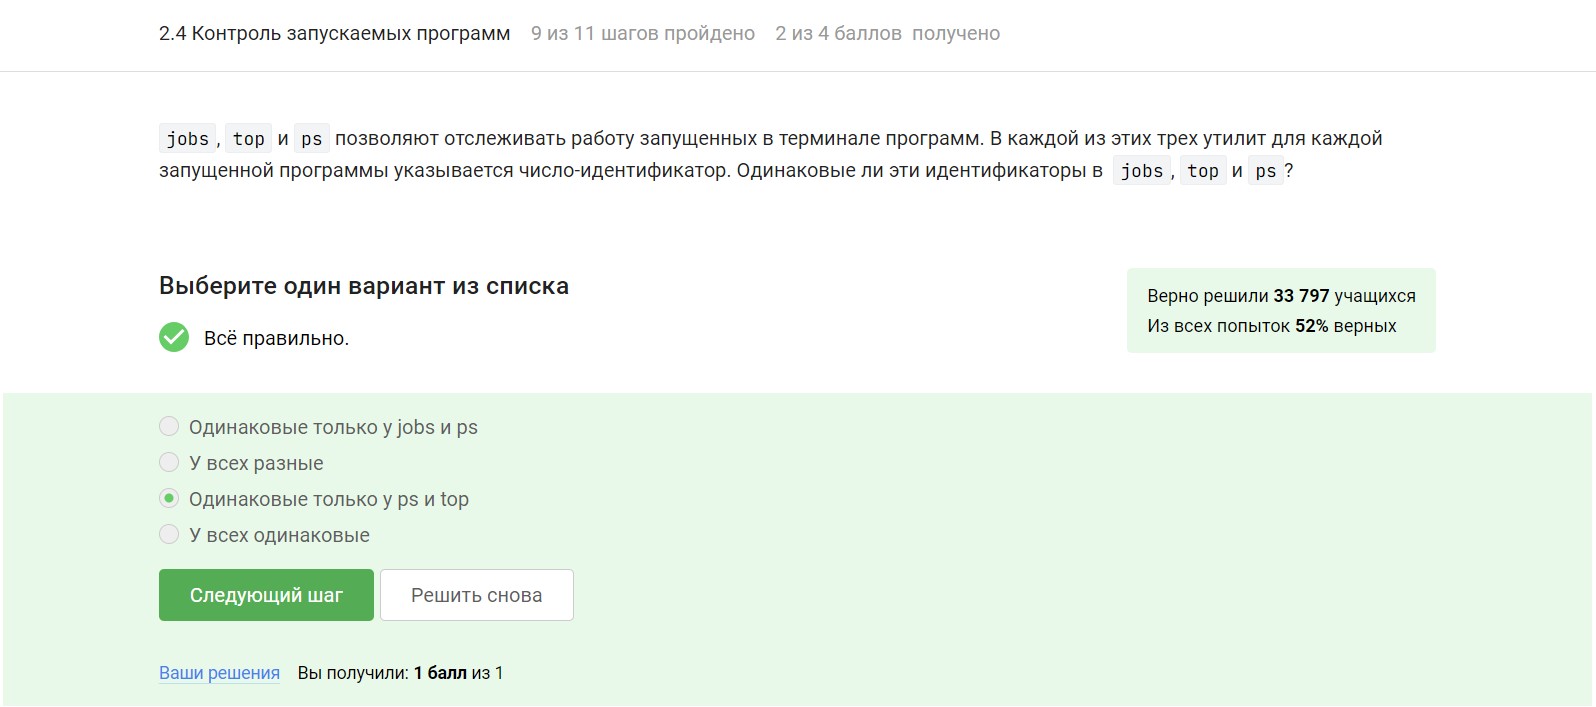 2.4 Контроль запускаемых программ 9 из 11 шагов пройдено 2 из 4 баллов получено
jobs, top и ps позволяют отслеживать работу запущенных в терминале программ. В каждой из этих трех утилит для каждой
запущенной программы указывается число-идентификатор. Одинаковые ли эти идентификаторы в jobs, top и ps?
Выберите один вариант из списка
Всё правильно.
Верно решили 33 797 учащихся
Из всех попыток 52% верных
Одинаковые только у jobs и ps
У всех разные
Одинаковые только у ps и top
У всех одинаковые
Следующий шаг Решить снова
Ваши решения Вы получили: 1 балл из 1